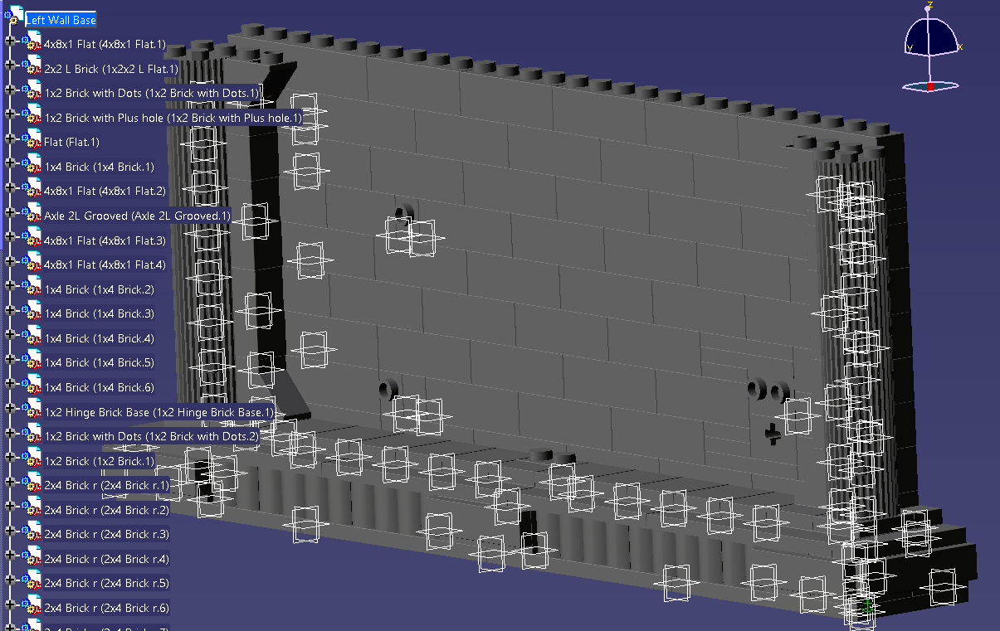 Left Wall Base
4x8x1 Flat (4x8x1 Flat.1)
2x2 L Brick (1x2x2 L Flat.1)
1x2 Brick with Dots (1x2 Brick with Dots.1)
1x2 Brick with Plus hole (1x2 Brick with Plus hole.1)
Flat (Flat.1)
1x4 Brick (1x4 Brick.1)
4x8x1 Flat (4x8x1 Flat.2)
Axle 2L Grooved (Axle 2L Grooved.1)
4x8x1 Flat (4x8x1 Flat.3)
4x8x1 Flat (4x8x1 Flat.4)
1x4 Brick (1x4 Brick.2)
1x4 Brick (1x4 Brick.3)
1x4 Brick (1x4 Brick.4)
1x4 Brick (1x4 Brick.5)
1x4 Brick (1x4 Brick.6)
1x2 Hinge Brick Base (1x2 Hinge Brick Base.1)
1x2 Brick with Dots (1x2 Brick with Dots.2)
1x2 Brick (1x2 Brick.1)
2x4 Brick r (2x4 Brick r.1)
2x4 Brick r (2x4 Brick r.2)
2x4 Brick r (2x4 Brick r.3)
2x4 Brick r (2x4 Brick r.4)
2x4 Brick r (2x4 Brick r.5)
2x4 Brick r (2x4 Brick r.6)
2x4 Brick r (2x4 Brick r.7)
z
y
x